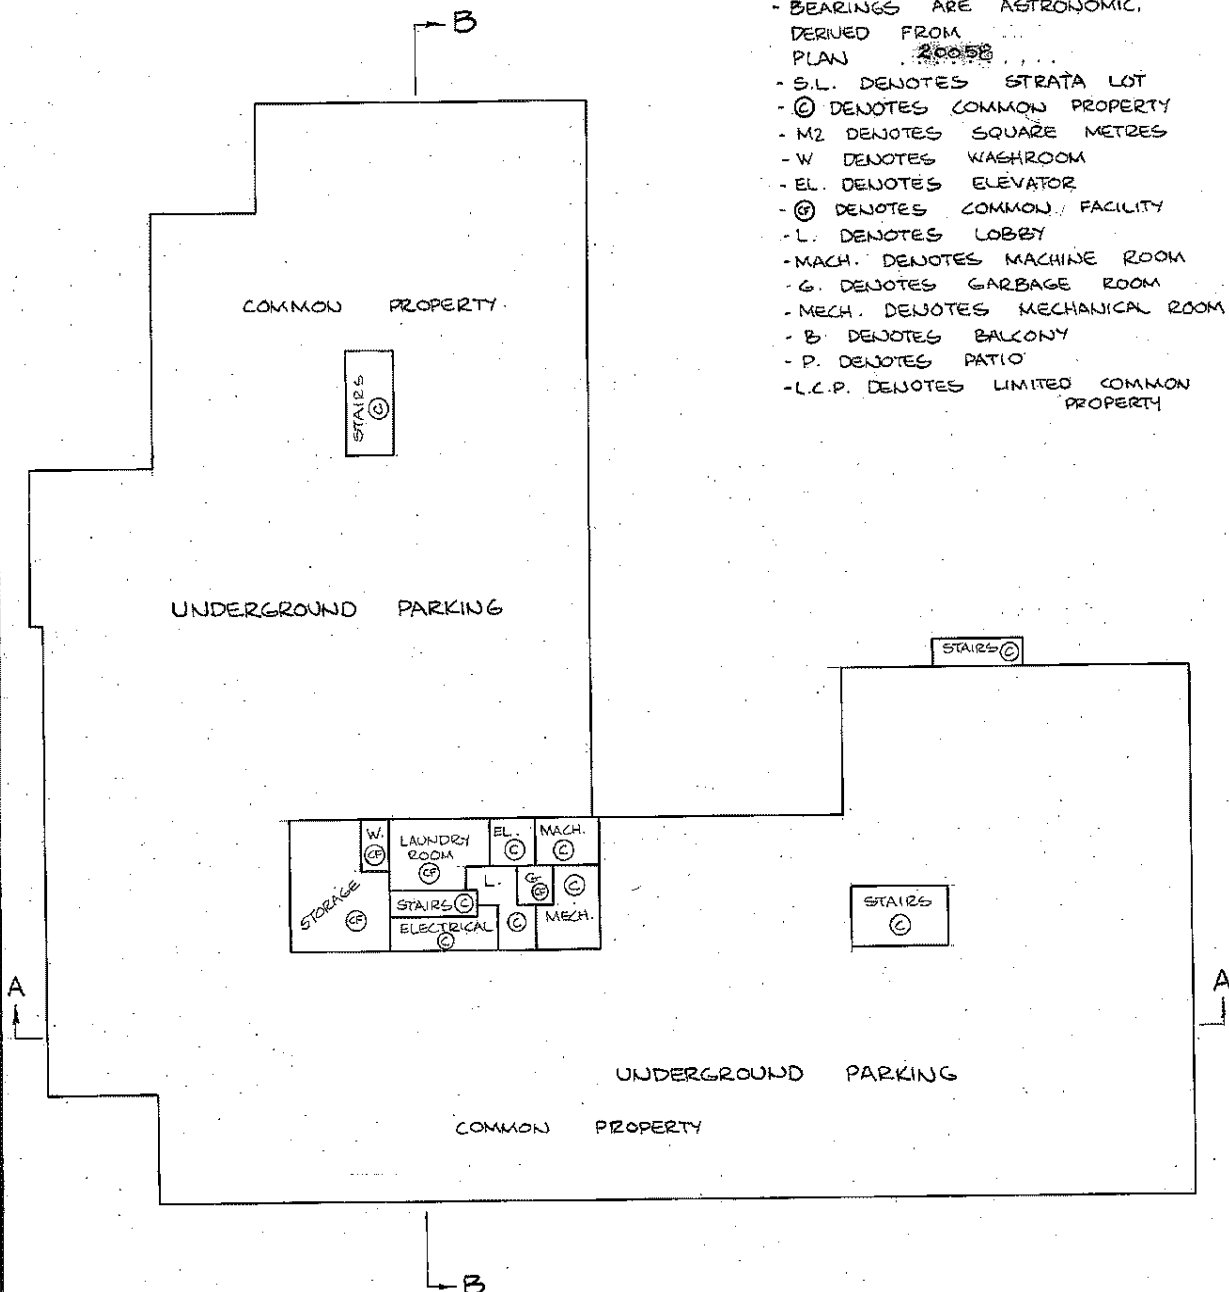 B
- BEARINGS ARE ASTRONOMIC,
DERIVED FROM
PLAN 20058
- S.L. DENOTES STRATA LOT
- Ⓒ DENOTES COMMON PROPERTY
- M2 DENOTES SQUARE METRES
- W DENOTES WASHROOM
- EL. DENOTES ELEVATOR
- (CF) DENOTES COMMON FACILITY
- L. DENOTES LOBBY
- MACH. DENOTES MACHINE ROOM
- G. DENOTES GARBAGE ROOM
- MECH. DENOTES MECHANICAL ROOM
- B DENOTES BALCONY
- P. DENOTES PATIO
- L.C.P. DENOTES LIMITED COMMON
PROPERTY
COMMON PROPERTY
STAIRS Ⓒ
UNDERGROUND PARKING
STAIRS Ⓒ
W.
(CF)
LAUNDRY
ROOM
(CF)
EL.
Ⓒ
MACH.
Ⓒ
STORAGE
(CF)
L.
G
(CF)
Ⓒ
MECH.
STAIRS Ⓒ
ELECTRICAL
Ⓒ
Ⓒ
STAIRS
Ⓒ
A
A
UNDERGROUND PARKING
COMMON PROPERTY
B